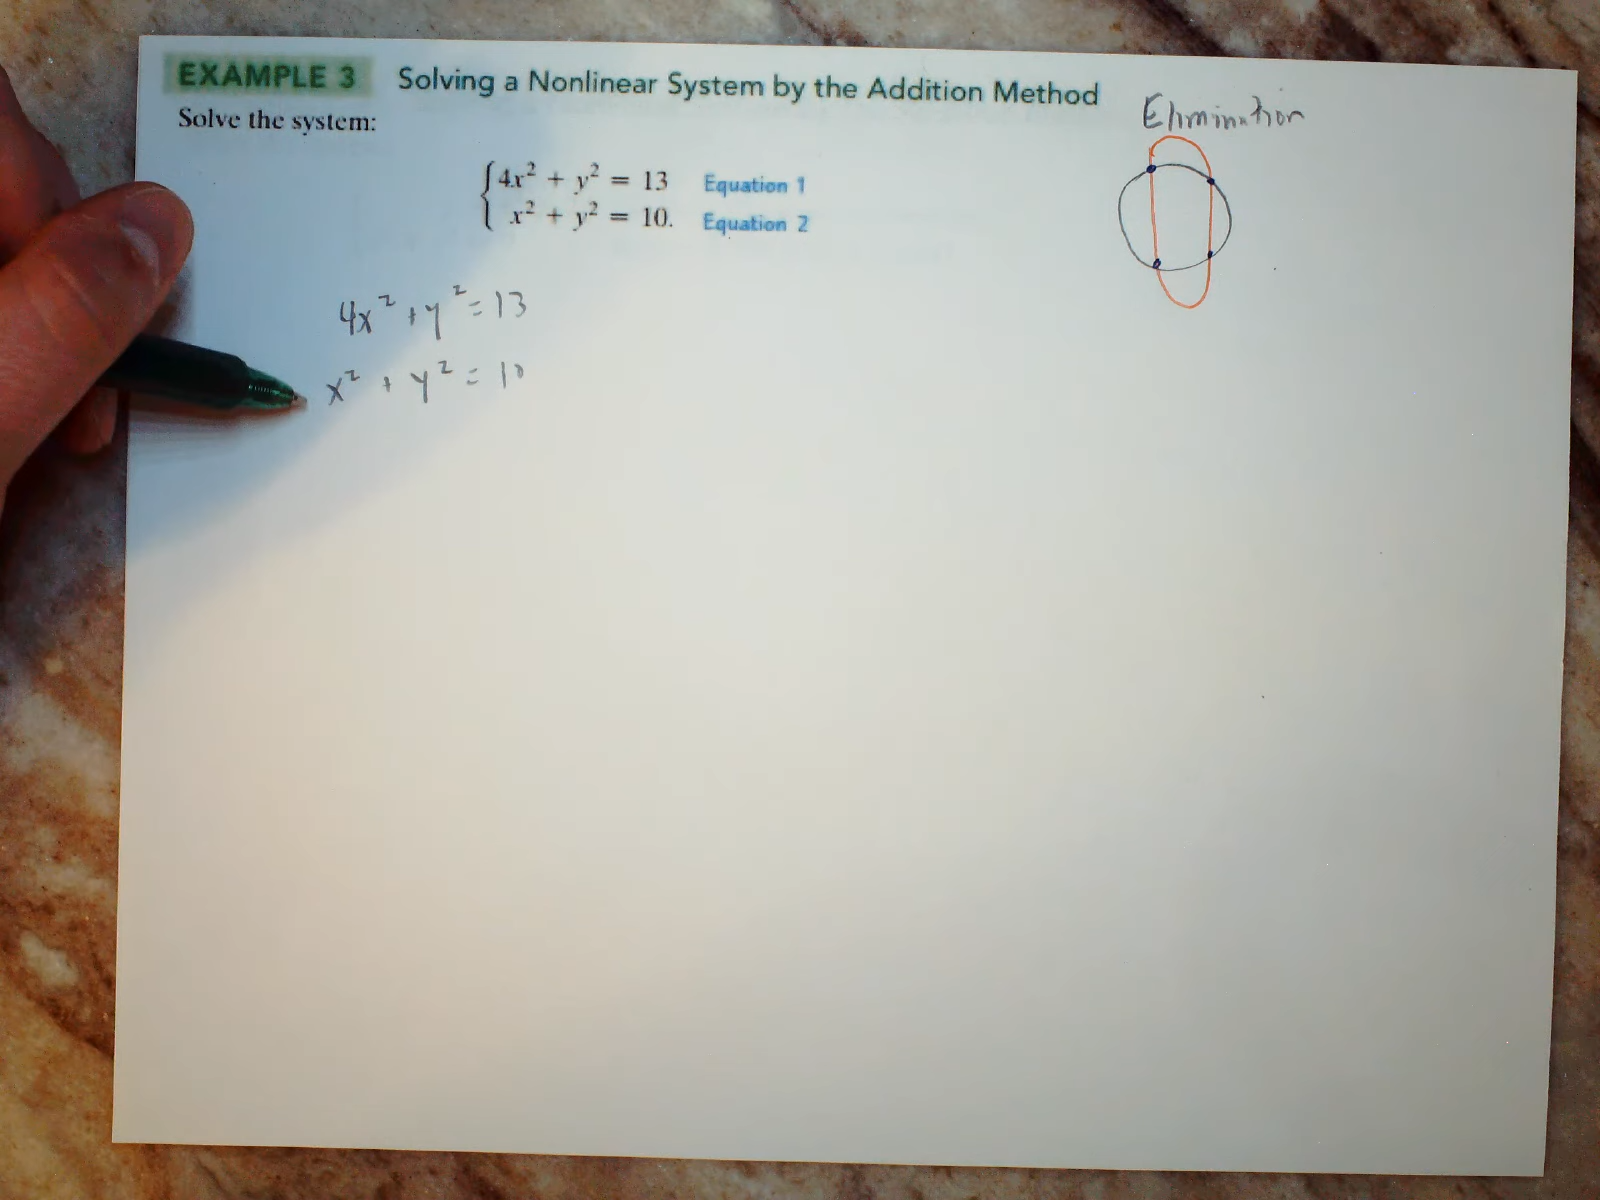 EXAMPLE 3 Solving a Nonlinear System by the Addition Method
Elimination
Solve the system:
4x² + y² = 13 Equation 1
x² + y² = 10. Equation 2
4x² + y² = 13
x² + y² = 10